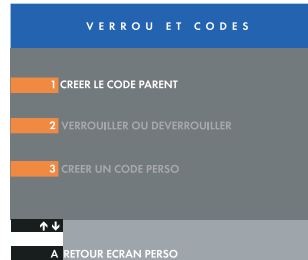 VERROU ET CODES
1 CREER LE CODE PARENT
2 VERROUILLER OU DEVERROUILLER
3 CREER UN CODE PERSO
↑↓
A RETOUR ECRAN PERSO